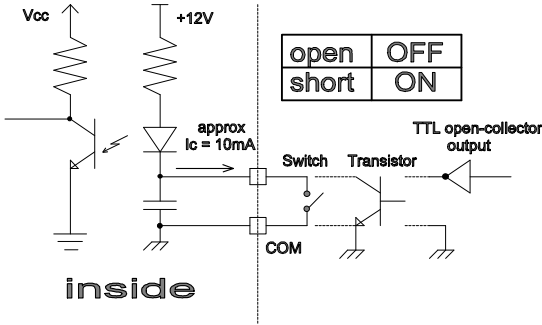 Vcc
+12V
open OFF
short ON
approx
Ic = 10mA
TTL open-collector
output
Switch
Transistor
COM
inside